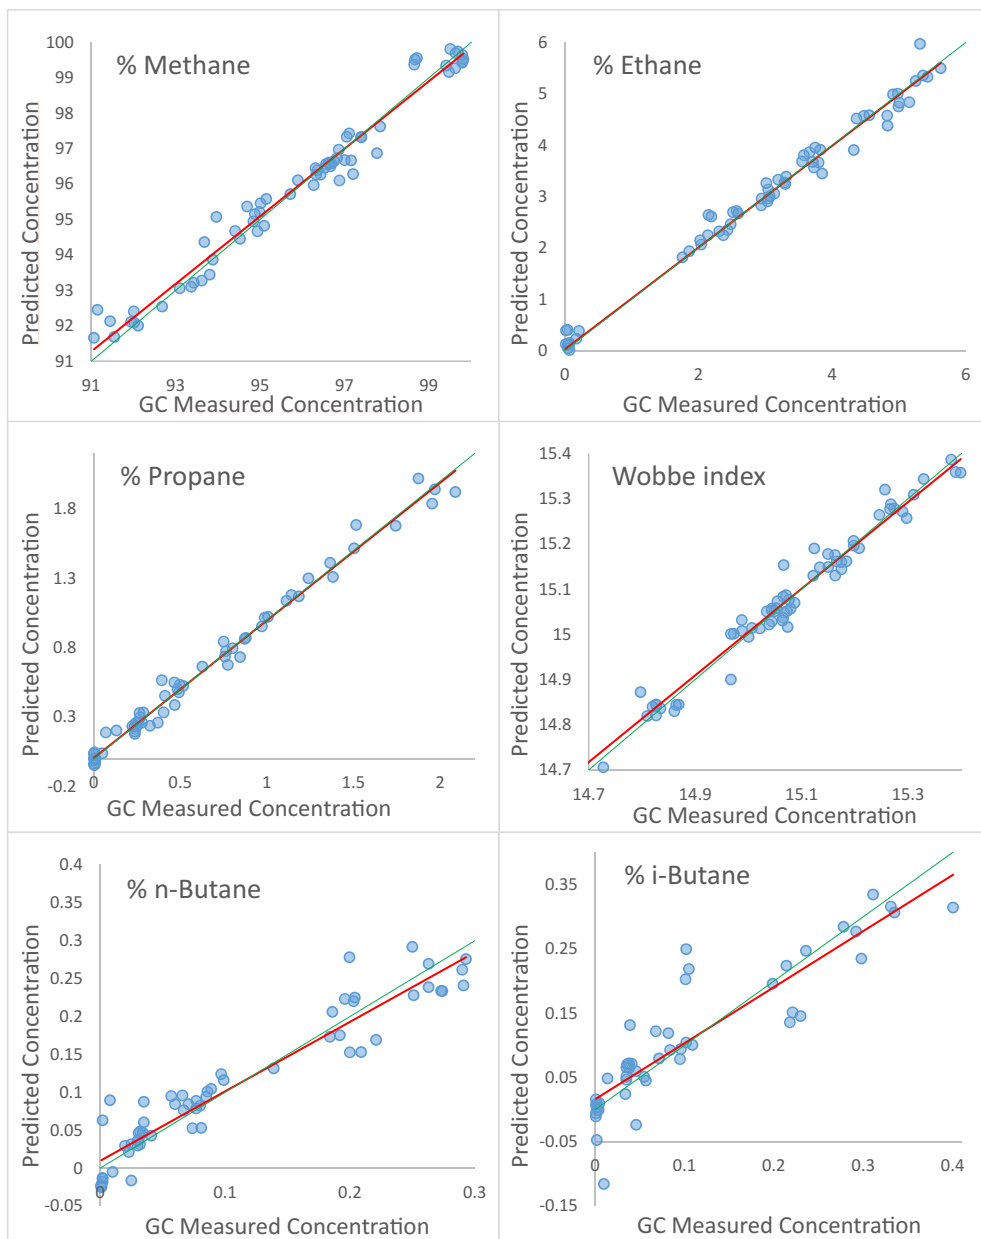 % Methane
Predicted Concentration
100
99
98
97
96
95
94
93
92
91
91 93 95 97 99
GC Measured Concentration
% Ethane
Predicted Concentration
6
5
4
3
2
1
0
0 2 4 6
GC Measured Concentration
% Propane
Predicted Concentration
1.8
1.3
0.8
0.3
-0.2
0 0.5 1 1.5 2
GC Measured Concentration
Wobbe index
Predicted Concentration
15.4
15.3
15.2
15.1
15
14.9
14.8
14.7
14.7 14.9 15.1 15.3
GC Measured Concentration
% n-Butane
Predicted Concentration
0.4
0.35
0.3
0.25
0.2
0.15
0.1
0.05
0
-0.05
0 0.1 0.2 0.3
GC Measured Concentration
% i-Butane
Predicted Concentration
0.35
0.25
0.15
0.05
-0.05
-0.15
0 0.1 0.2 0.3 0.4
GC Measured Concentration